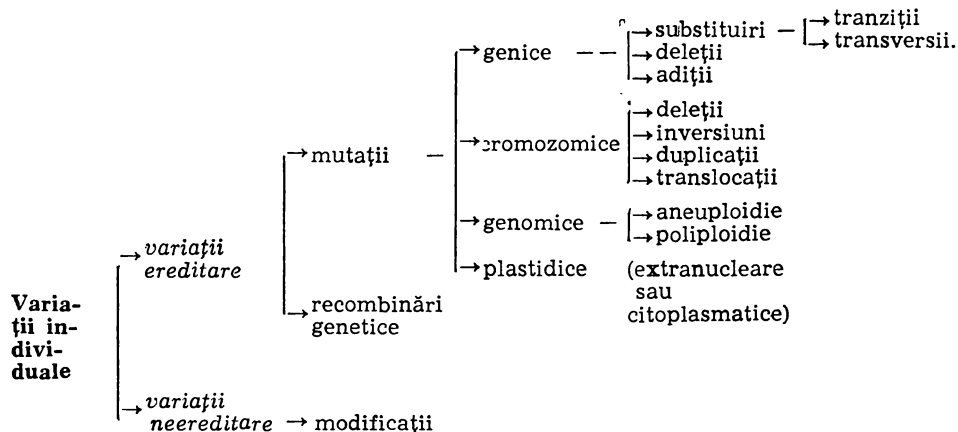 → genice — — → substituiri — → tranziții
→ transversii.
→ deleții
→ adiții
→ cromozomice → deleții
→ inversiuni
→ duplicații
→ translocații
→ mutații —
→ genomice — → aneuploidie
→ poliploidie
→ plastidice (extranucleare
sau
citoplasmatice)
→ variații
ereditare
→ recombinări
genetice
Varia-
ții in-
divi-
duale
→ variații
neereditare → modificații